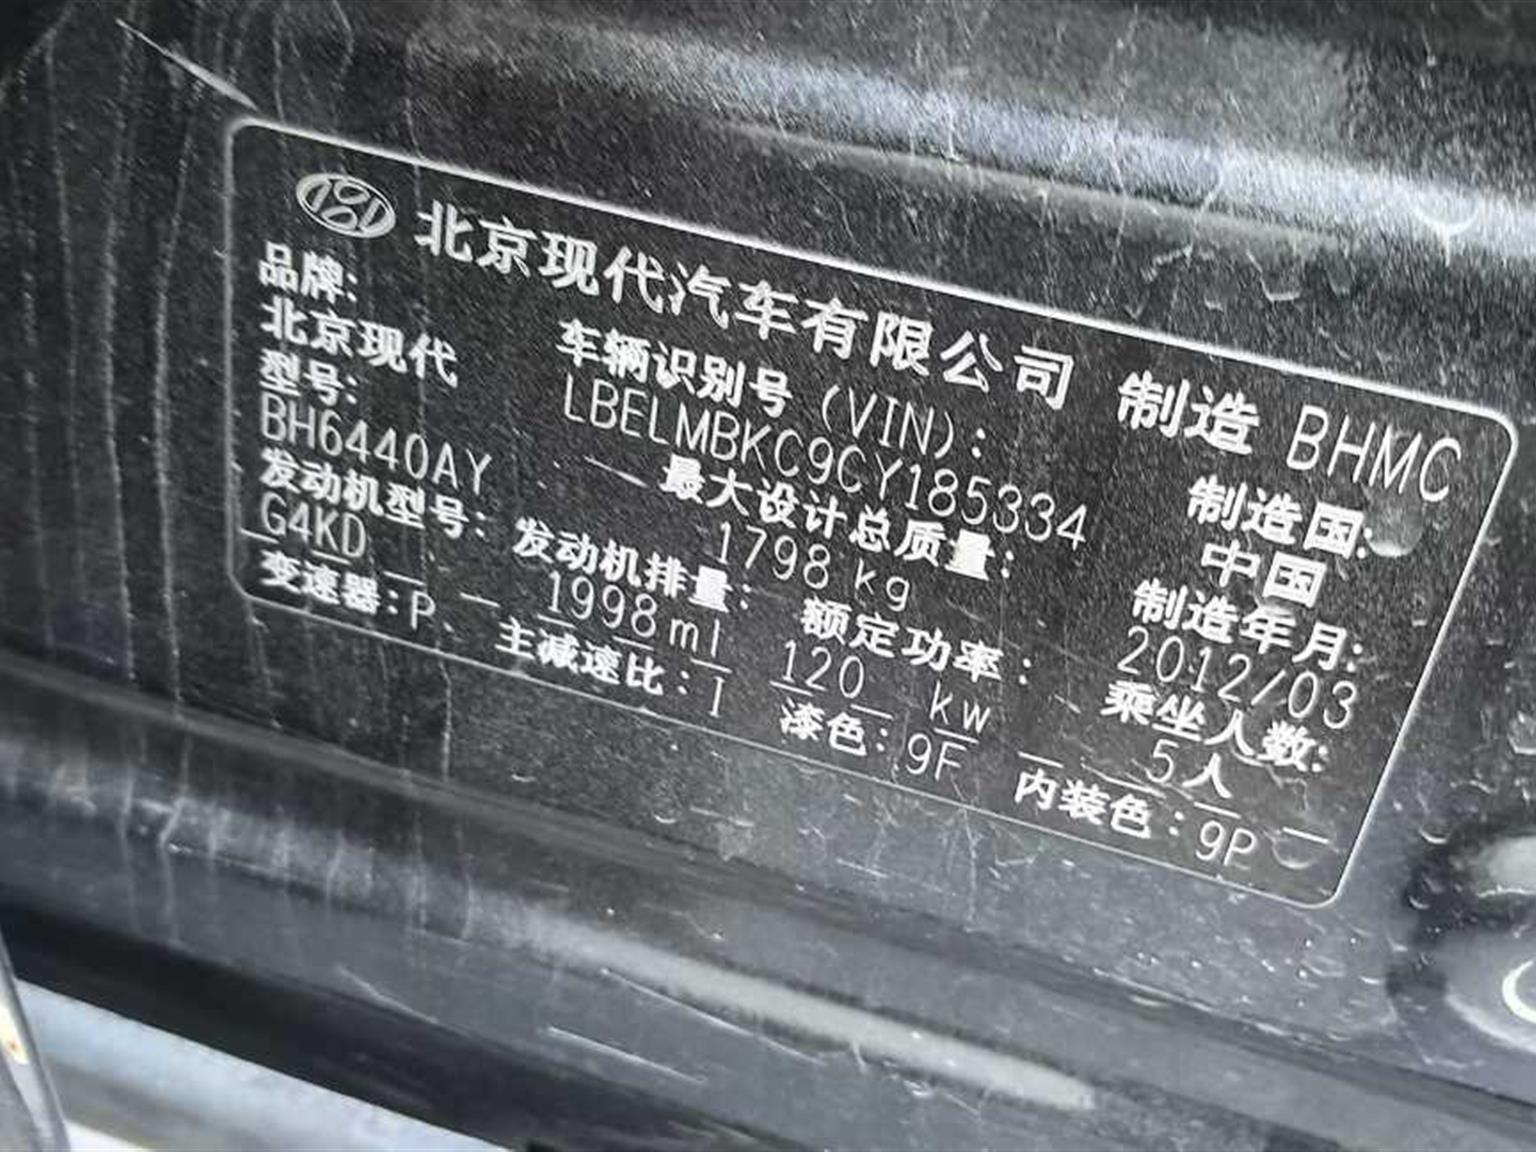 北京现代汽车有限公司 制造 BHMC
品牌: 车辆识别号 (VIN): 制造国:
北京现代 LBELMBKC9CY185334 中国
型号: 最大设计总质量: 制造年月:
BH6440AY 1798 kg 2012/03
发动机型号: 发动机排量: 额定功率: 乘坐人数:
G4KD 1998ml 120 kw 5人
变速器:P 主减速比:I 漆色:9F 内装色:9P